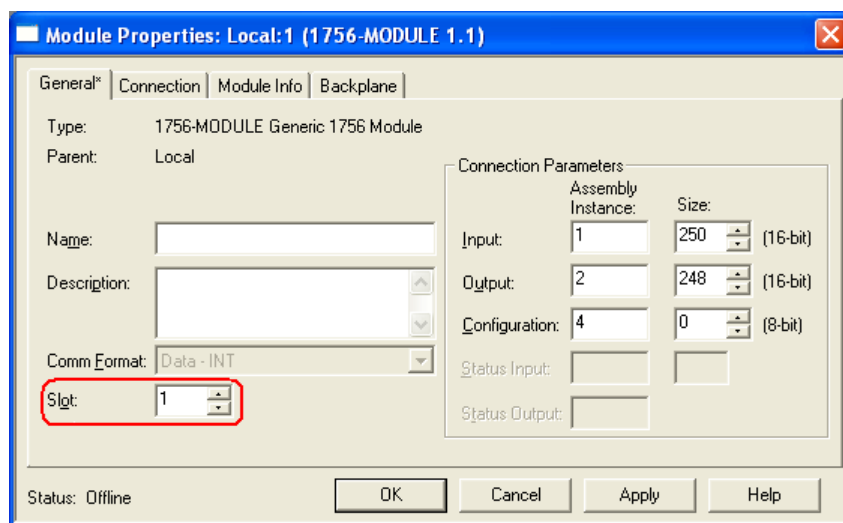 Module Properties: Local:1 (1756-MODULE 1.1)
General* Connection Module Info Backplane
Type: 1756-MODULE Generic 1756 Module
Parent: Local
Name:
Description:
Comm Format: Data - INT
Slot: 1
Connection Parameters
Assembly Instance: Size:
Input: 1 250 (16-bit)
Output: 2 248 (16-bit)
Configuration: 4 0 (8-bit)
Status Input:
Status Output:
Status: Offline
OK Cancel Apply Help